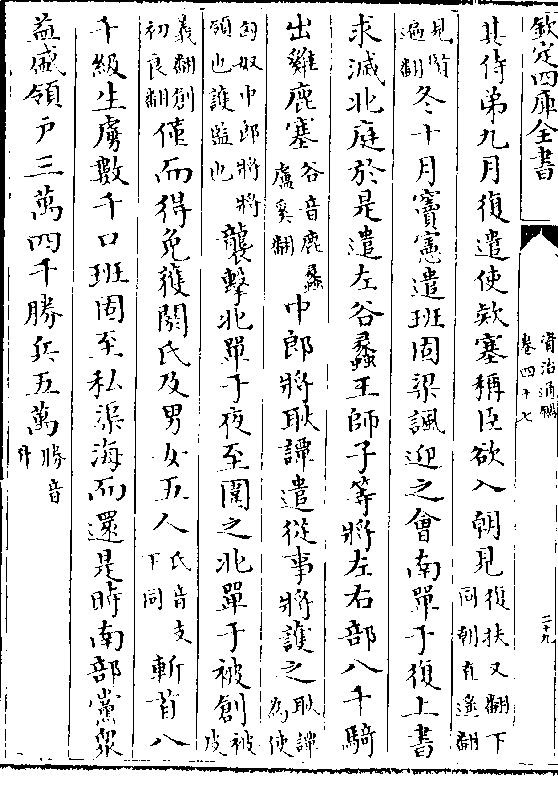 欽定四庫全書
資治通鑑
卷四十七
二十九
其侍弟九月復遣使欵塞稱臣欲入朝見復扶又翻下
同朝直遥翻
見賢
遍翻冬十月竇憲遣班固梁諷迎之會南單于復上書
求滅北庭於是遣左谷蠡王師子等將左右部八千騎
出雞鹿塞谷音鹿蠡
盧奚翻中郎將耿譚遣從事將護之耿譚
為使
匈奴中郎將將
領也護監也襲擊北單于夜至圍之北單于被創被皮
義翻創
初良翻僅而得免獲閼氏及男女五人氏音支
下同斬首八
千級生虜數千口班固至私渠海而還是時南部黨衆
益盛領戶三萬四千勝兵五萬勝音
升